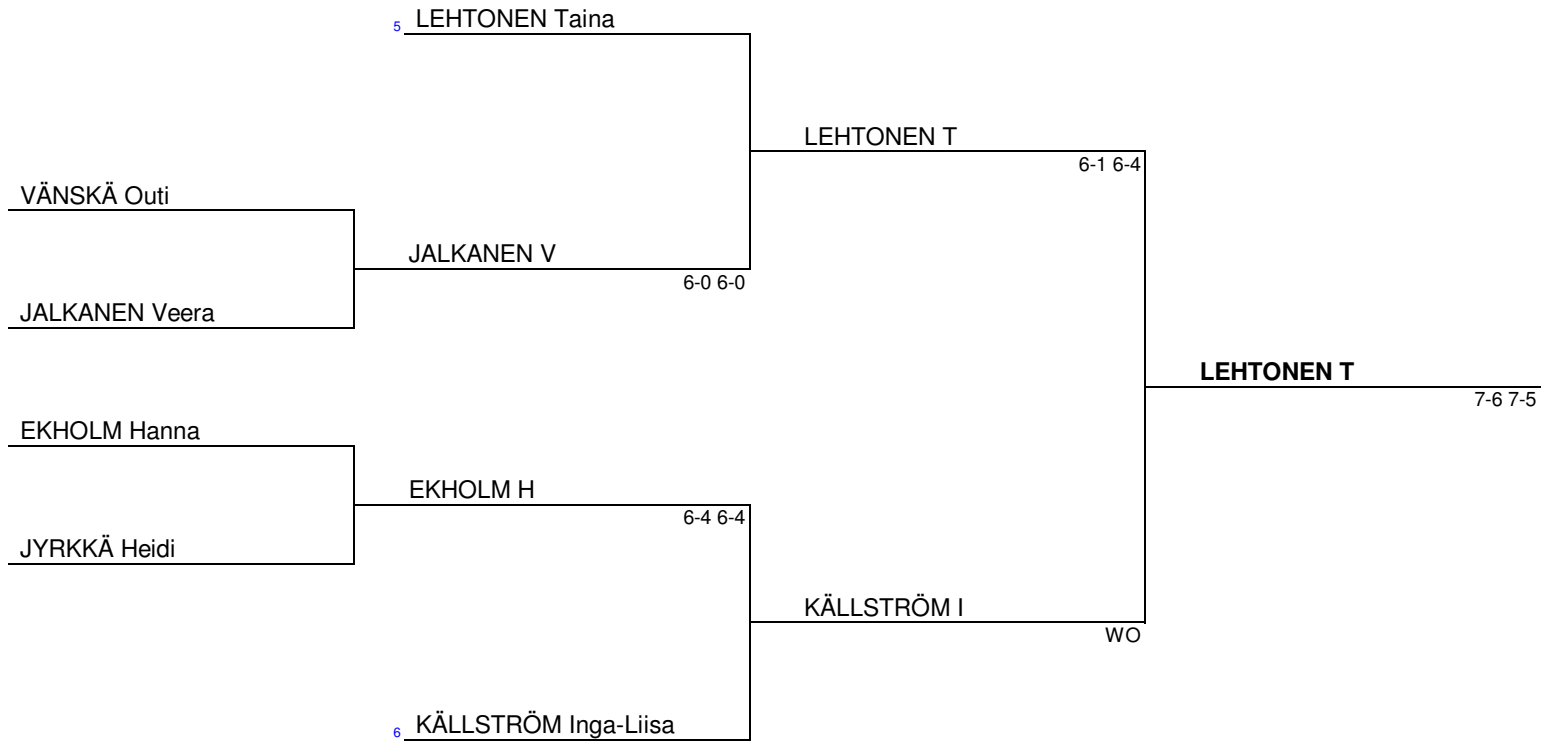 5 LEHTONEN Taina
LEHTONEN T
6-1 6-4
VÄNSKÄ Outi
JALKANEN V
6-0 6-0
JALKANEN Veera
LEHTONEN T
7-6 7-5
EKHOLM Hanna
EKHOLM H
6-4 6-4
JYRKKÄ Heidi
KÄLLSTRÖM I
WO
6 KÄLLSTRÖM Inga-Liisa